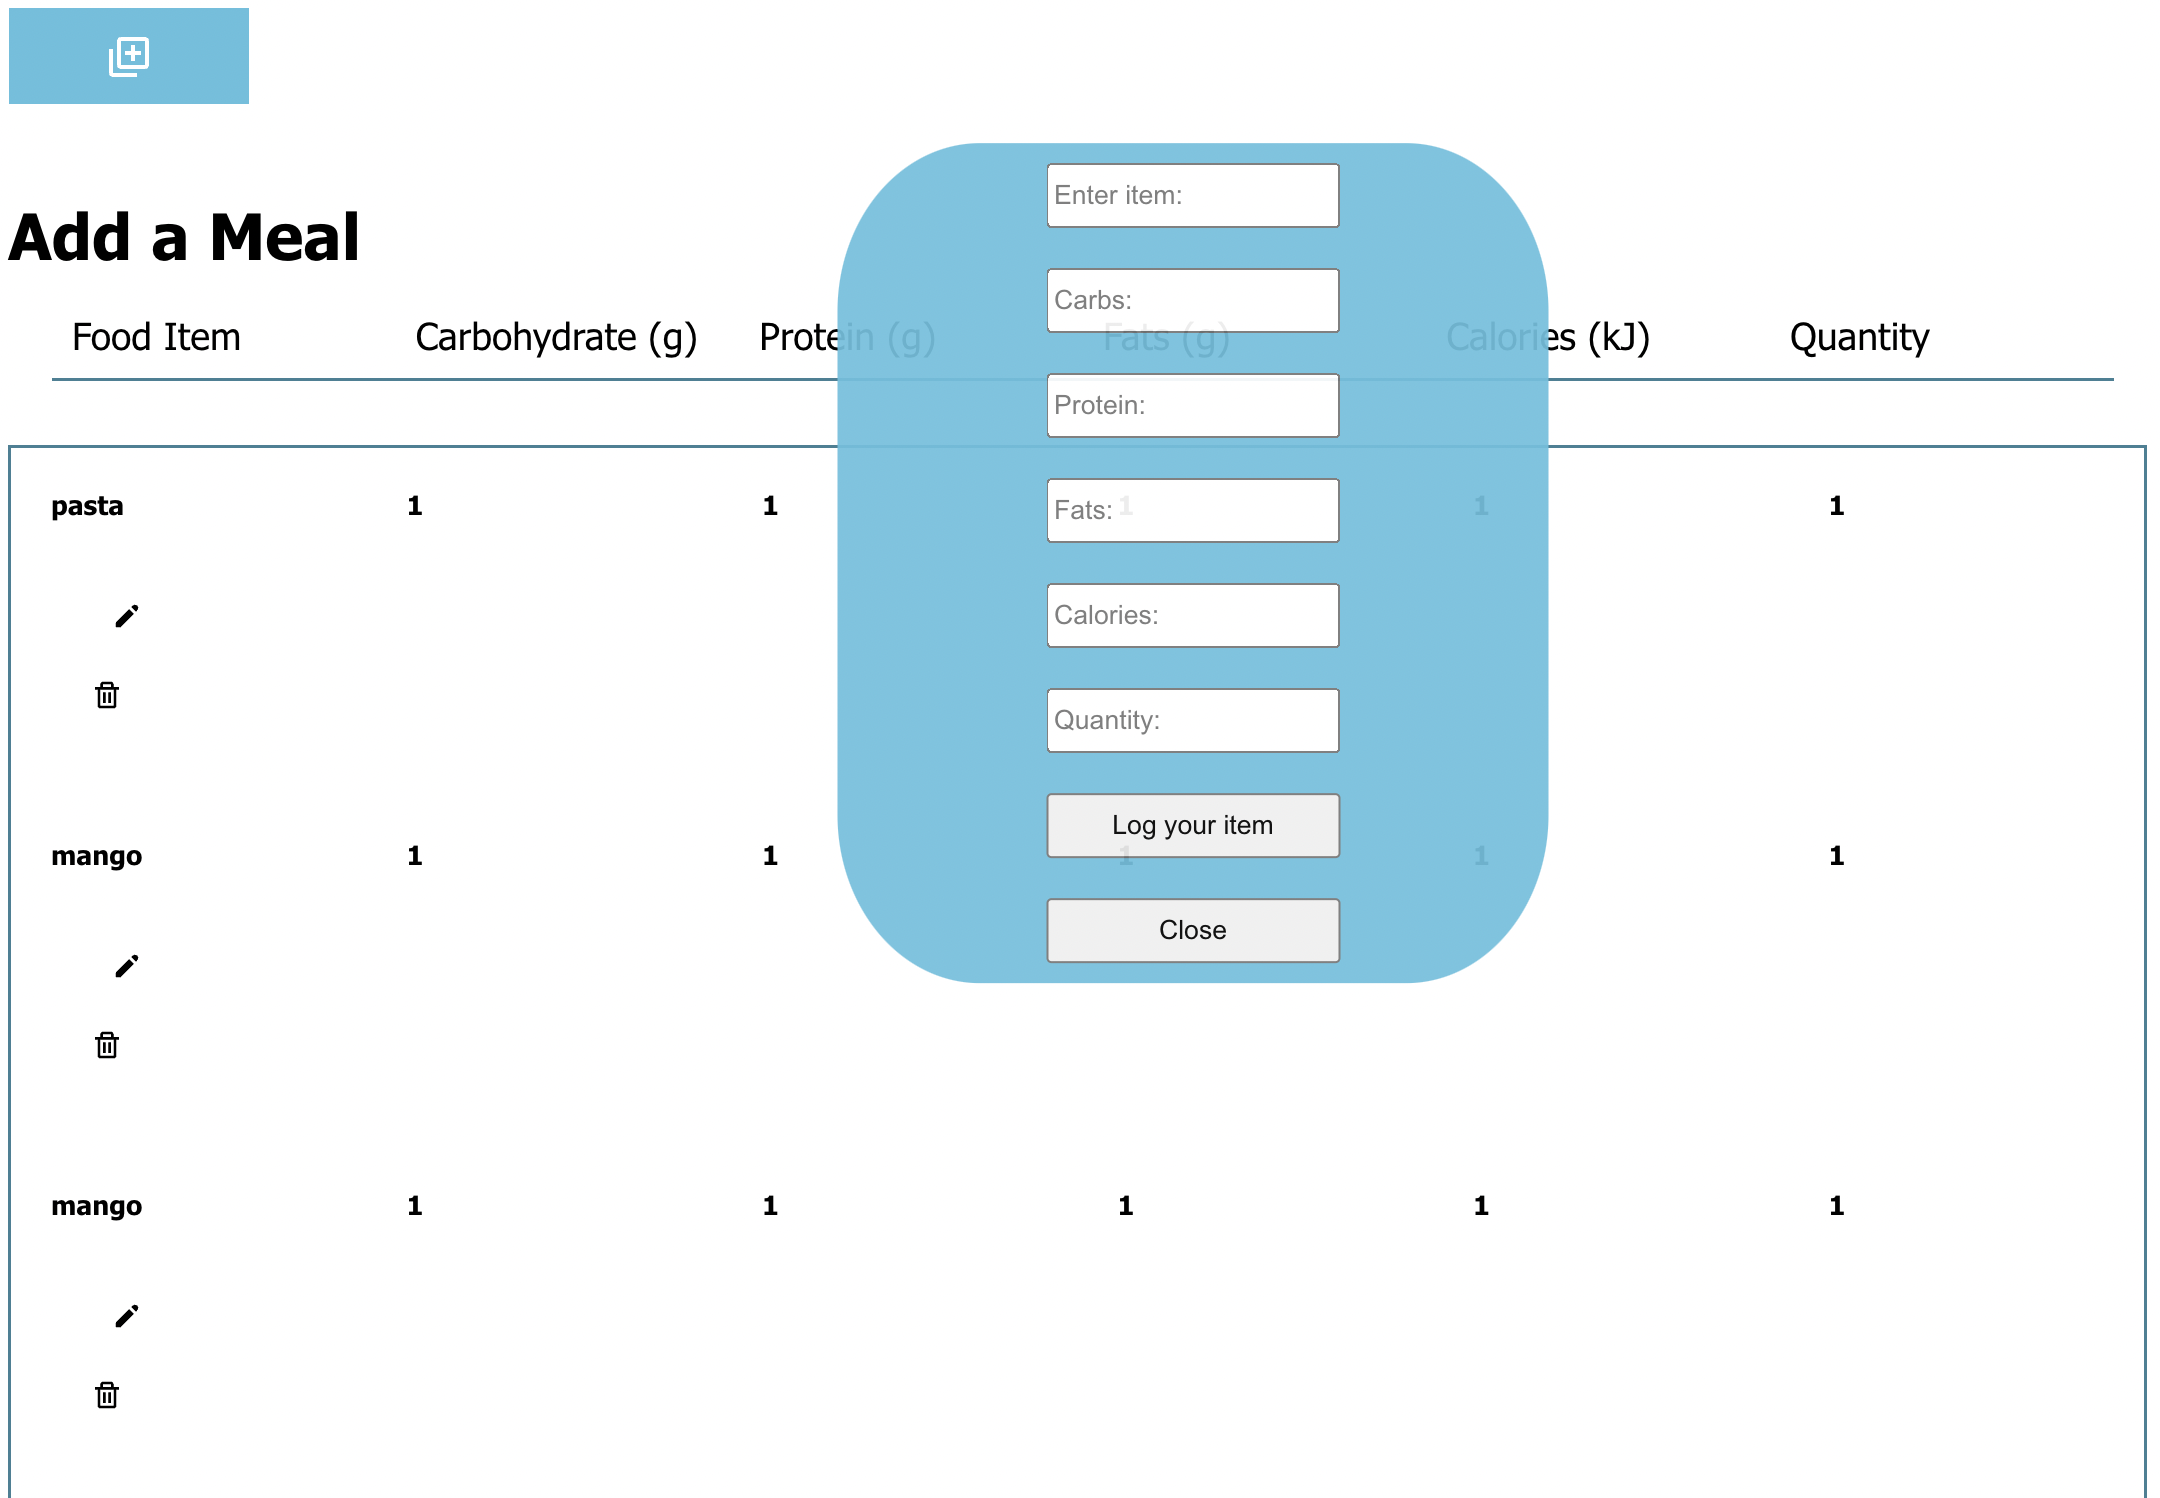 Add a Meal
Food Item Carbohydrate (g) Protein (g) Fats (g) Calories (kJ) Quantity
Enter item:
Carbs:
Protein:
Fats:
Calories:
Quantity:
Log your item
Close
pasta 1 1 1 1 1
mango 1 1 1 1 1
mango 1 1 1 1 1